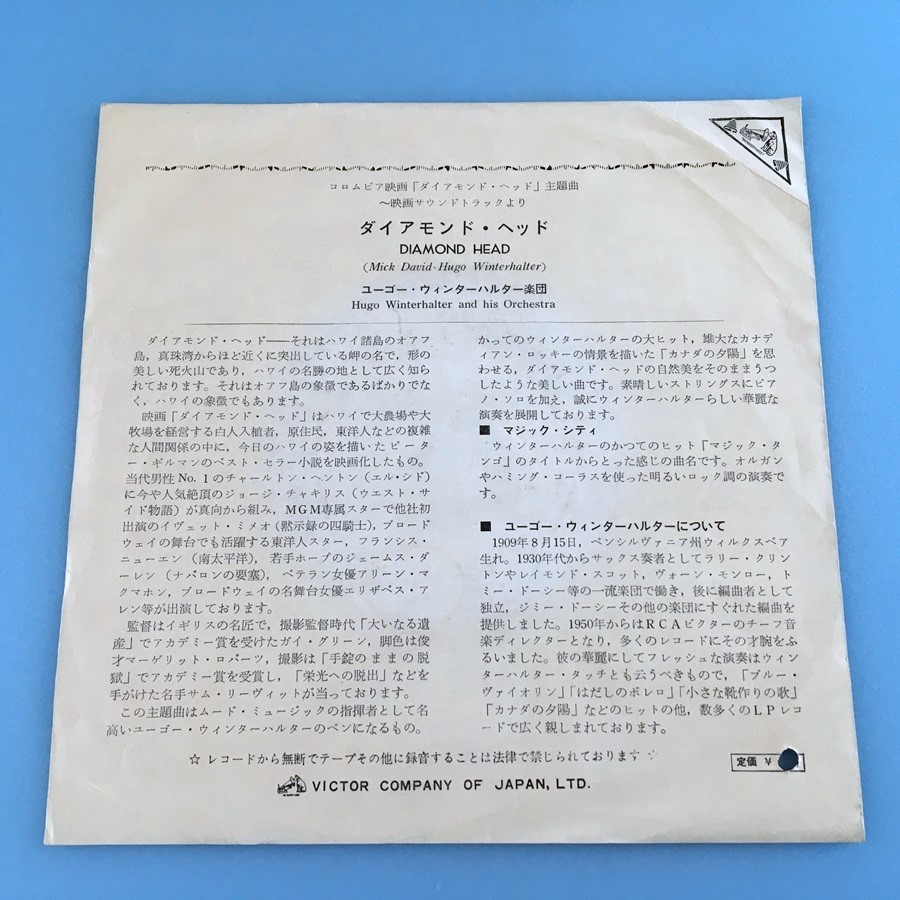 コロムビア映画「ダイアモンド・ヘッド」主題曲
～映画サウンドトラックより
ダイアモンド・ヘッド
DIAMOND HEAD
(Mick David-Hugo Winterhalter)
ユーゴー・ウィンターハルター楽団
Hugo Winterhalter and his Orchestra
ダイアモンド・ヘッド――それはハワイ諸島のオアフ
島，真珠湾からほど近くに突出している岬の名で，形の
美しい死火山であり，ハワイの名勝の地として広く知ら
れております。それはオアフ島の象徴であるばかりでな
く，ハワイの象徴でもあります。
映画「ダイアモンド・ヘッド」はハワイで大農場や大
牧場を経営する白人入植者，原住民，東洋人などの複雑
な人間関係の中に，今日のハワイの姿を描いたピータ
ー・ギルマンのベスト・セラー小説を映画化したもの。
当代男性No.1のチャールトン・ヘントン（エル・シド）
に今や人気絶頂のジョージ・チャキリス（ウエスト・サ
イド物語）が真向から組み，MGM専属スターで他社初
出演のイヴェット・ミメオ（黙示録の四騎士），ブロード
ウェイの舞台でも活躍する東洋人スター，フランシス・
ニューエン（南太平洋），若手ホープのジェームス・ダ
ーレン（ナバロンの要塞），ベテラン女優アリーン・マ
クマホン，ブロードウェイの名舞台女優エリザベス・ア
レン等が出演しております。
監督はイギリスの名匠で，撮影監督時代「大いなる遺
産」でアカデミー賞を受けたガイ・グリーン，脚色は俊
才マーゲリット・ロバーツ，撮影は「手錠のままの脱
獄」でアカデミー賞を受賞し，「栄光への脱出」などを
手がけた名手サム・リーヴィットが当っております。
この主題曲はムード・ミュージックの指揮者として名
高いユーゴー・ウィンターハルターのペンになるもの。
かってのウィンターハルターの大ヒット，雄大なカナデ
ィアン・ロッキーの情景を描いた「カナダの夕陽」を思
わせる，ダイアモンド・ヘッドの自然美をそのままうつ
したような美しい曲です。素晴しいストリングスにピア
ノ・ソロを加え，誠にウィンターハルターらしい華麗な
演奏を展開しております。
■ マジック・シティ
ウィンターハルターのかつてのヒット「マジック・タ
ンゴ」のタイトルからとった感じの曲名です。オルガン
やハミング・コーラスを使った明るいロック調の演奏で
す。
■ ユーゴー・ウィンターハルターについて
1909年8月15日，ペンシルヴァニア州ウィルクスベア
生れ。1930年代からサックス奏者としてラリー・クリン
トンやレイモンド・スコット，ヴォーン・モンロー，ト
ミー・ドーシー等の一流楽団で働き，後に編曲者として
独立，ジミー・ドーシーその他の楽団にすぐれた編曲を
提供しました。1950年からはRCAビクターのチーフ音
楽ディレクターとなり，多くのレコードにその才腕をふ
るいました。彼の華麗にしてフレッシュな演奏はウィン
ターハルター・タッチとも云うべきもので，「ブルー・
ヴァイオリン」「はだしのボレロ」「小さな靴作りの歌」
「カナダの夕陽」などのヒットの他，数多くのLPレコ
ードで広く親しまれております。
☆ レコードから無断でテープその他に録音することは法律で禁じられております ☆
定価 ¥
VICTOR COMPANY OF JAPAN, LTD.